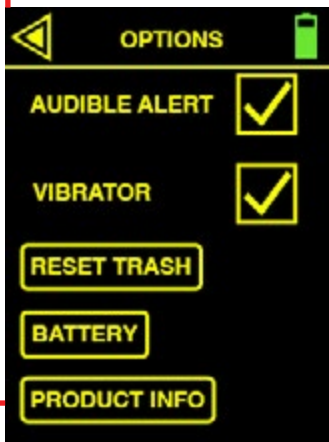 OPTIONS
AUDIBLE ALERT
VIBRATOR
RESET TRASH
BATTERY
PRODUCT INFO